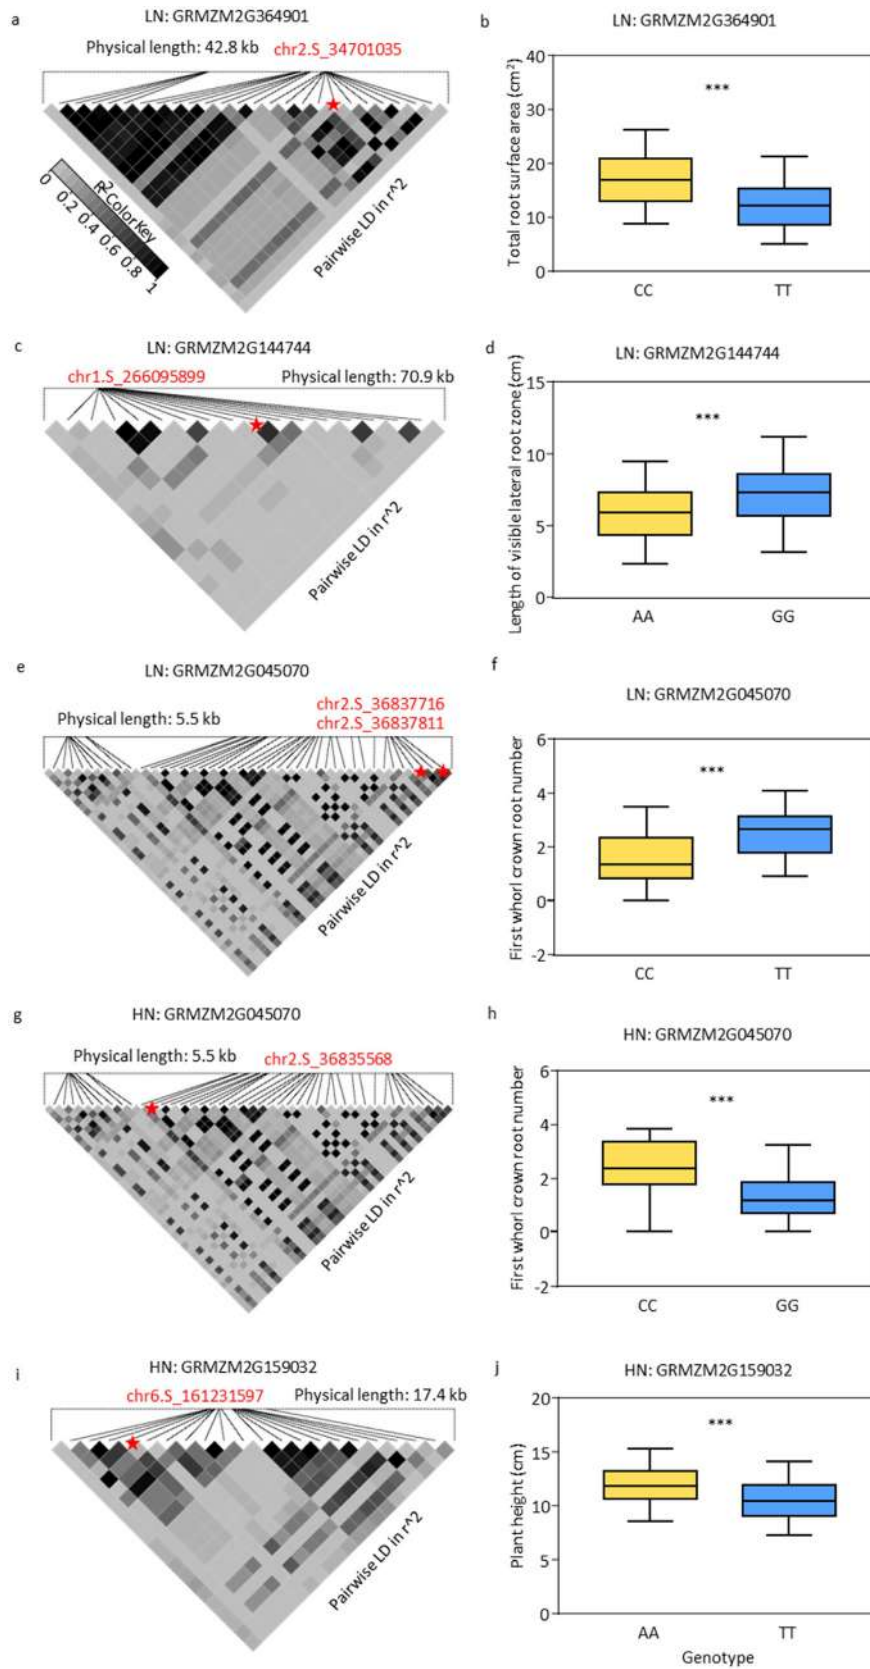 a
LN: GRMZM2G364901
Physical length: 42.8 kb
chr2.S_34701035
0
0.2
0.4
0.6
0.8
1
R^2 Color Key
Pairwise LD in r^2
b
LN: GRMZM2G364901
Total root surface area (cm²)
40
30
20
10
0
***
CC
TT
c
LN: GRMZM2G144744
chr1.S_266095899
Physical length: 70.9 kb
Pairwise LD in r^2
d
LN: GRMZM2G144744
Length of visible lateral root zone (cm)
15
10
5
0
***
AA
GG
e
LN: GRMZM2G045070
Physical length: 5.5 kb
chr2.S_36837716
chr2.S_36837811
Pairwise LD in r^2
f
LN: GRMZM2G045070
First whorl crown root number
6
4
2
0
-2
***
CC
TT
g
HN: GRMZM2G045070
Physical length: 5.5 kb
chr2.S_36835568
Pairwise LD in r^2
h
HN: GRMZM2G045070
First whorl crown root number
6
4
2
0
-2
***
CC
GG
i
HN: GRMZM2G159032
chr6.S_161231597
Physical length: 17.4 kb
Pairwise LD in r^2
j
HN: GRMZM2G159032
Plant height (cm)
20
15
10
5
0
***
AA
TT
Genotype